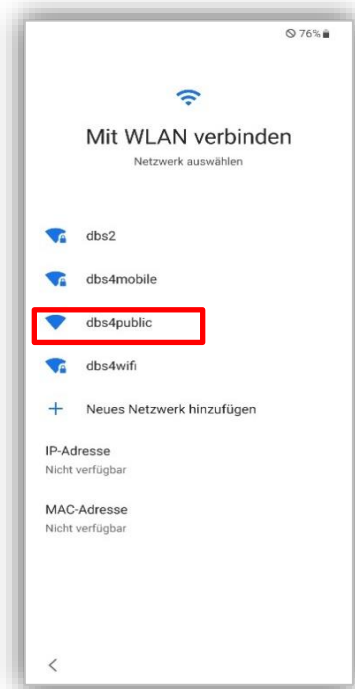 76%
Mit WLAN verbinden
Netzwerk auswählen
dbs2
dbs4mobile
dbs4public
dbs4wifi
+ Neues Netzwerk hinzufügen
IP-Adresse
Nicht verfügbar
MAC-Adresse
Nicht verfügbar